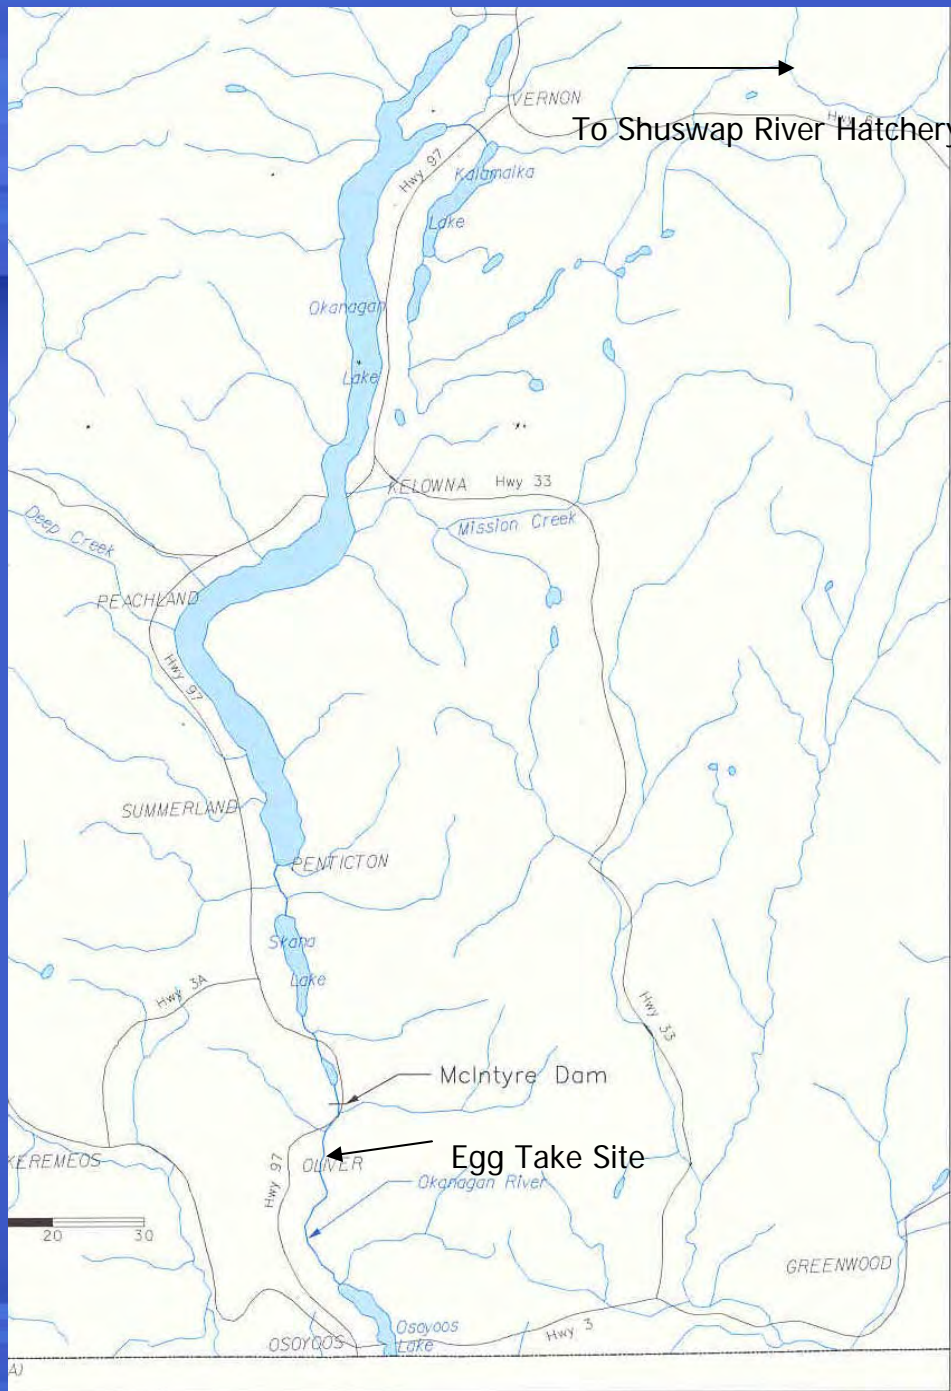 VERNON
Hwy 6
To Shuswap River Hatchery
Hwy 97
Kalamalka
Lake
Okanagan
Lake
KELOWNA
Hwy 33
Deep Creek
Mission Creek
PEACHLAND
Hwy 97
SUMMERLAND
PENTICTON
Skaha
Lake
Hwy 3A
Hwy 33
McIntyre Dam
KEREMEOS
Hwy 97
OLIVER
Egg Take Site
Okanagan River
20
30
GREENWOOD
OSOYOOS
Osoyoos
Lake
Hwy 3
A)